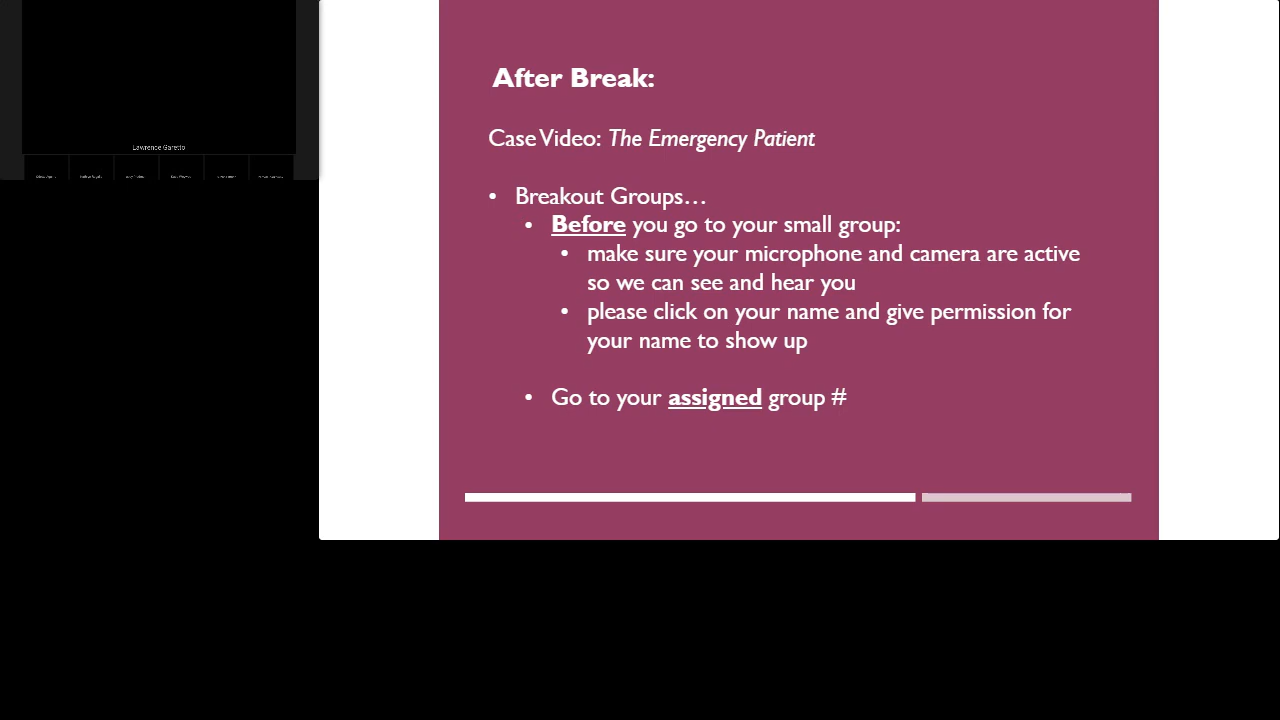 Lawrence Garetto
After Break:
Case Video: The Emergency Patient
• Breakout Groups…
• Before you go to your small group:
• make sure your microphone and camera are active
so we can see and hear you
• please click on your name and give permission for
your name to show up
• Go to your assigned group #